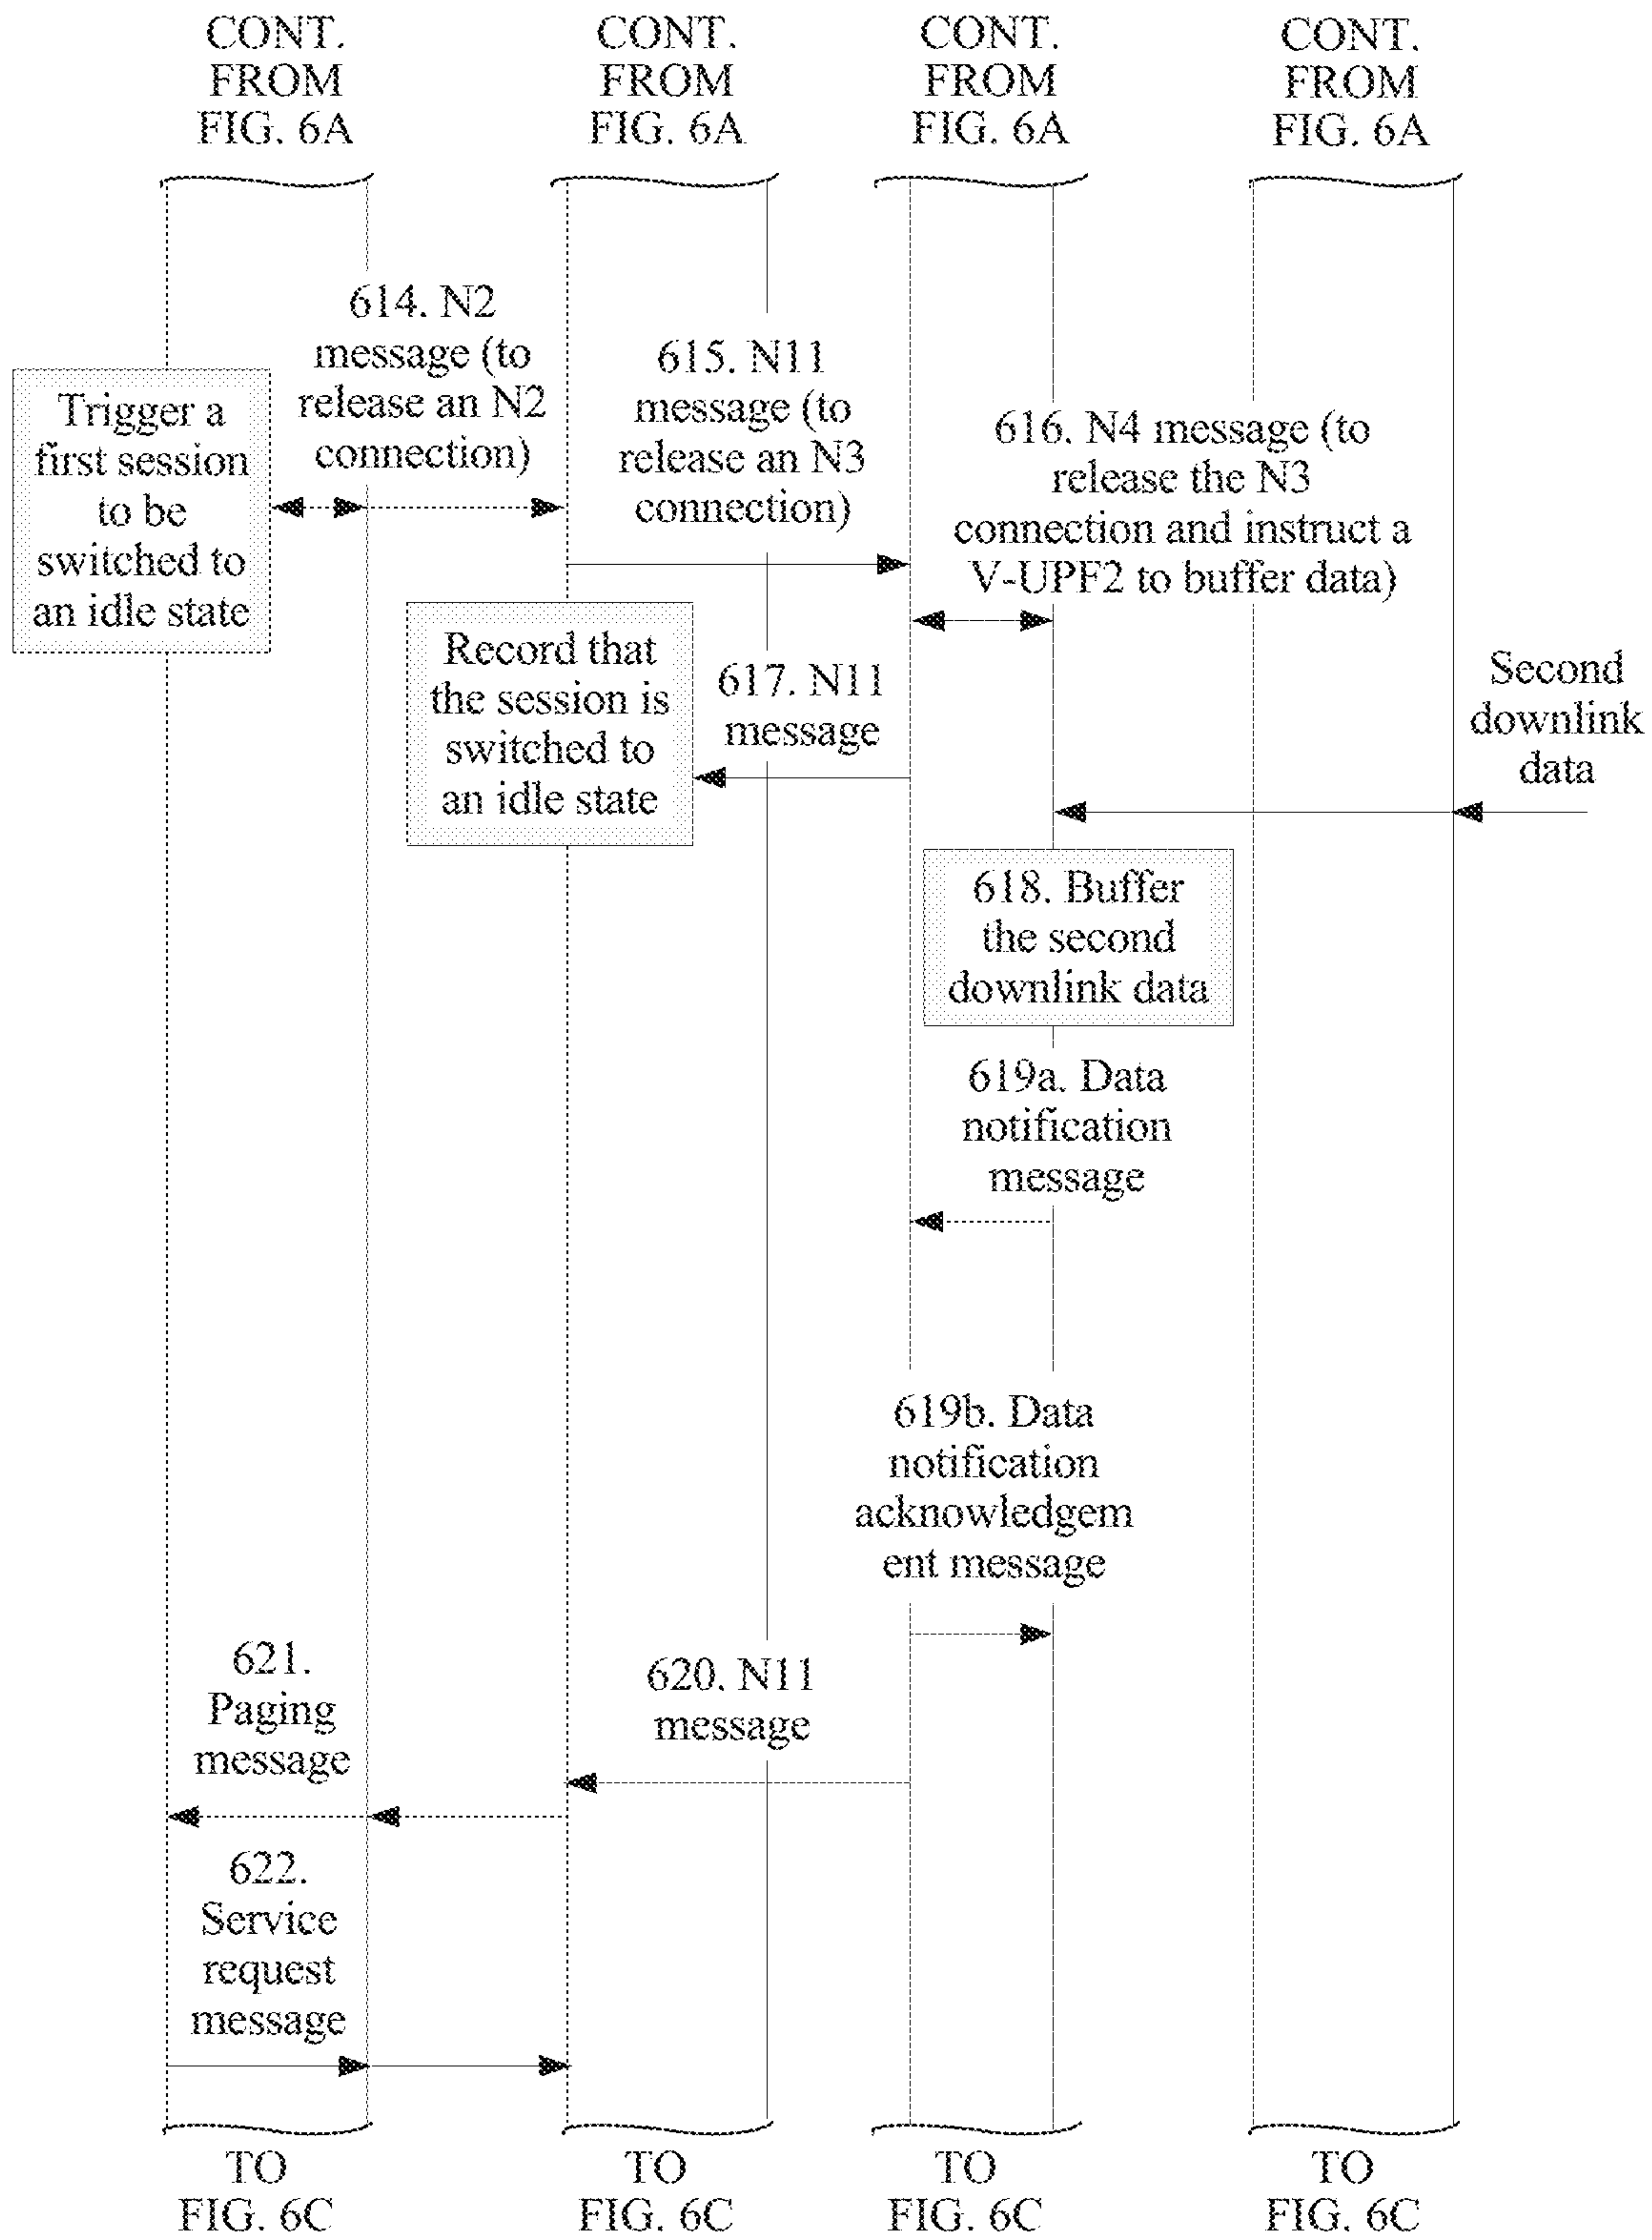 CONT.
FROM
FIG. 6A
CONT.
FROM
FIG. 6A
CONT.
FROM
FIG. 6A
CONT.
FROM
FIG. 6A
614. N2
message (to
release an N2
connection)
Trigger a
first session
to be
switched to
an idle state
615. N11
message (to
release an N3
connection)
616. N4 message (to
release the N3
connection and instruct a
V-UPF2 to buffer data)
Record that
the session is
switched to
an idle state
617. N11
message
Second
downlink
data
618. Buffer
the second
downlink data
619a. Data
notification
message
619b. Data
notification
acknowledgem
ent message
620. N11
message
621.
Paging
message
622.
Service
request
message
TO
FIG. 6C
TO
FIG. 6C
TO
FIG. 6C
TO
FIG. 6C